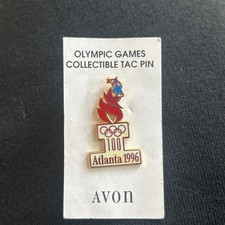 OLYMPIC GAMES
COLLECTIBLE TAC PIN
100
Atlanta 1996
AVON